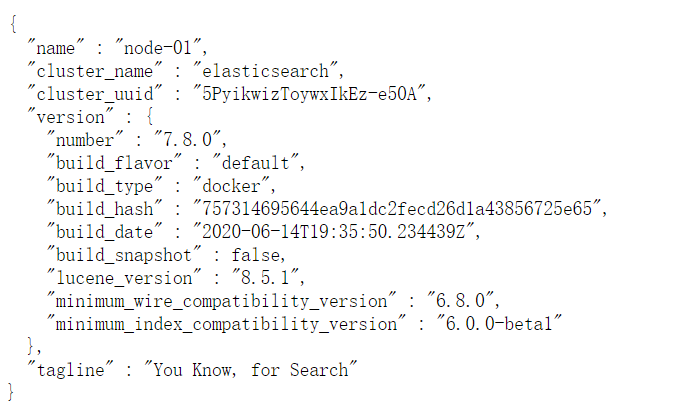 {
  "name" : "node-01",
  "cluster_name" : "elasticsearch",
  "cluster_uuid" : "5PyikwizToywxIkEz-e50A",
  "version" : {
    "number" : "7.8.0",
    "build_flavor" : "default",
    "build_type" : "docker",
    "build_hash" : "757314695644ea9a1dc2fecd26d1a43856725e65",
    "build_date" : "2020-06-14T19:35:50.234439Z",
    "build_snapshot" : false,
    "lucene_version" : "8.5.1",
    "minimum_wire_compatibility_version" : "6.8.0",
    "minimum_index_compatibility_version" : "6.0.0-beta1"
  },
  "tagline" : "You Know, for Search"
}